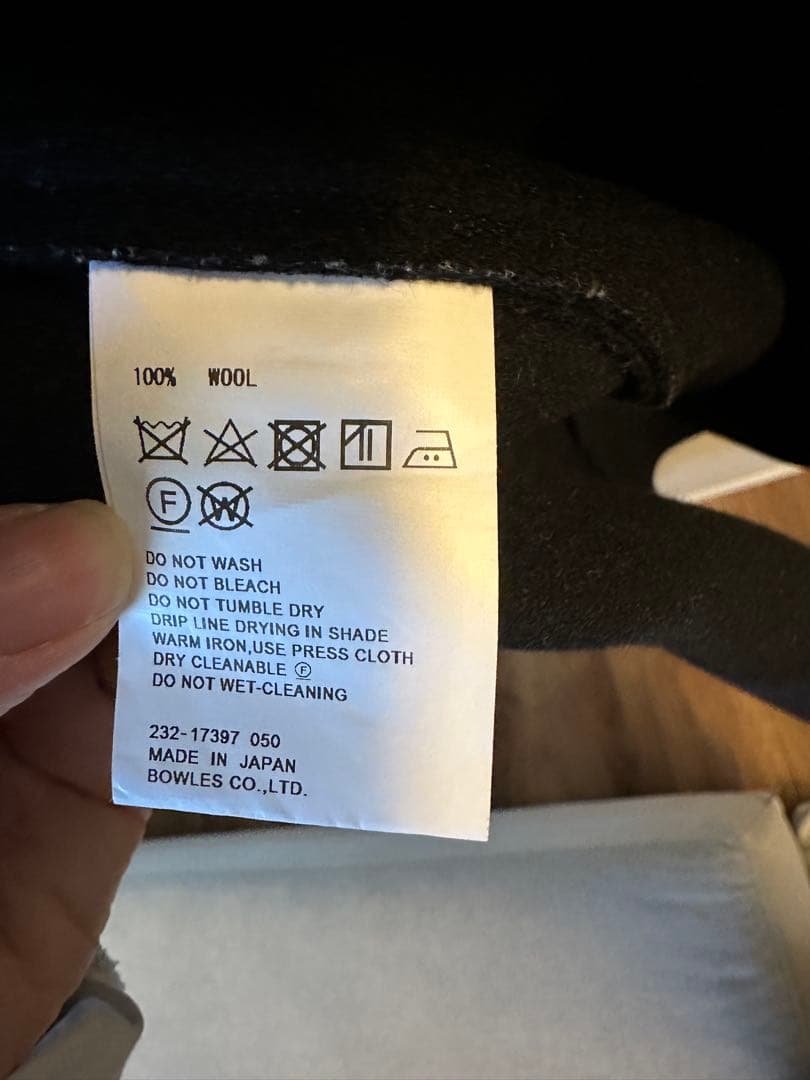 100% WOOL
F W
DO NOT WASH
DO NOT BLEACH
DO NOT TUMBLE DRY
DRIP LINE DRYING IN SHADE
WARM IRON,USE PRESS CLOTH
DRY CLEANABLE Ⓕ
DO NOT WET-CLEANING
232-17397 050
MADE IN JAPAN
BOWLES CO.,LTD.